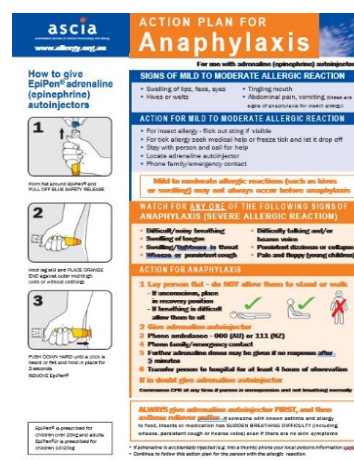 ascia
www.allergy.org.au
ACTION PLAN FOR
Anaphylaxis
For use with adrenaline (epinephrine) autoinjector
How to give
EpiPen® adrenaline
(epinephrine)
autoinjectors
1
Form fist around EpiPen® and
PULL OFF BLUE SAFETY RELEASE
2
Hold leg still and PLACE ORANGE
END against outer mid-thigh
(with or without clothing)
3
PUSH DOWN HARD until a click is
heard or felt and hold in place for
3 seconds
REMOVE EpiPen®
EpiPen® is prescribed for
children over 20kg and adults.
EpiPen® is prescribed for
children 10-20kg
SIGNS OF MILD TO MODERATE ALLERGIC REACTION
• Swelling of lips, face, eyes
• Hives or welts
• Tingling mouth
• Abdominal pain, vomiting (these are
signs of anaphylaxis for insect allergy)
ACTION FOR MILD TO MODERATE ALLERGIC REACTION
• For insect allergy - flick out sting if visible
• For tick allergy seek medical help or freeze tick and let it drop off
• Stay with person and call for help
• Locate adrenaline autoinjector
• Phone family/emergency contact
Mild to moderate allergic reactions (such as hives
or swelling) may not always occur before anaphylaxis
WATCH FOR ANY ONE OF THE FOLLOWING SIGNS OF
ANAPHYLAXIS (SEVERE ALLERGIC REACTION)
• Difficult/noisy breathing
• Swelling of tongue
• Swelling/tightness in throat
• Wheeze or persistent cough
• Difficulty talking and/or
hoarse voice
• Persistent dizziness or collapse
• Pale and floppy (young children)
ACTION FOR ANAPHYLAXIS
1 Lay person flat - do NOT allow them to stand or walk
- If unconscious, place
in recovery position
- If breathing is difficult
allow them to sit
2 Give adrenaline autoinjector
3 Phone ambulance - 000 (AU) or 111 (NZ)
4 Phone family/emergency contact
5 Further adrenaline doses may be given if no response after
5 minutes
6 Transfer person to hospital for at least 4 hours of observation
If in doubt give adrenaline autoinjector
Commence CPR at any time if person is unresponsive and not breathing normally
ALWAYS give adrenaline autoinjector FIRST, and then
asthma reliever puffer if someone with known asthma and allergy
to food, insects or medication has SUDDEN BREATHING DIFFICULTY (including
wheeze, persistent cough or hoarse voice) even if there are no skin symptoms
• If adrenaline is accidentally injected (e.g. into a thumb) phone your local poisons information
• Continue to follow this action plan for the person with the allergic reaction.